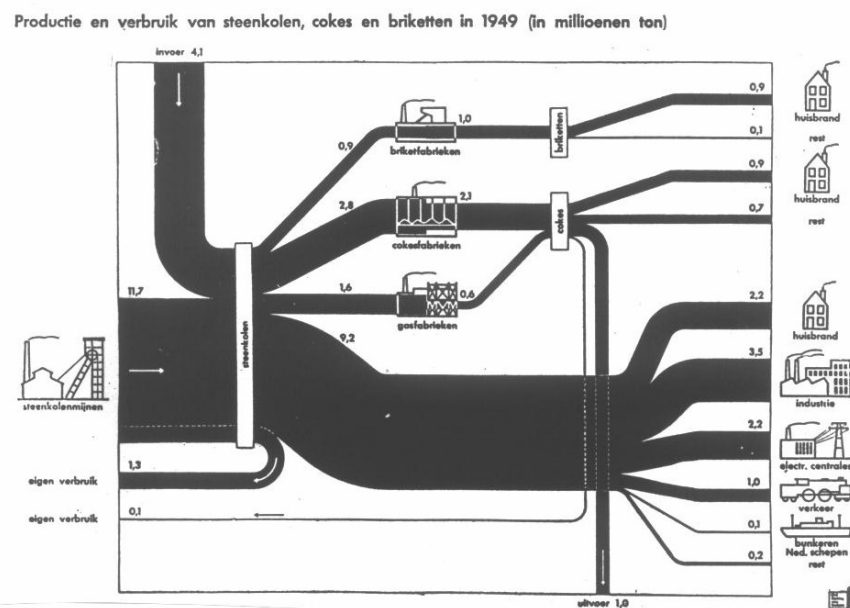 Productie en verbruik van steenkolen, cokes en briketten in 1949 (in millioenen ton)
invoer 4,1
0,9
huisbrand
1,0
briketten
0,1
rest
0,9
briketfabrieken
0,9
huisbrand
2,8
2,1
cokes
0,7
rest
cokesfabrieken
11,7
1,6
0,6
gasfabrieken
2,2
huisbrand
steenkolen
9,2
3,5
industrie
steenkolenmijnen
2,2
electr. centrales
1,3
eigen verbruik
1,0
verkeer
0,1
eigen verbruik
0,1
bunkeren
Ned. schepen
0,2
rest
uitvoer 1,0